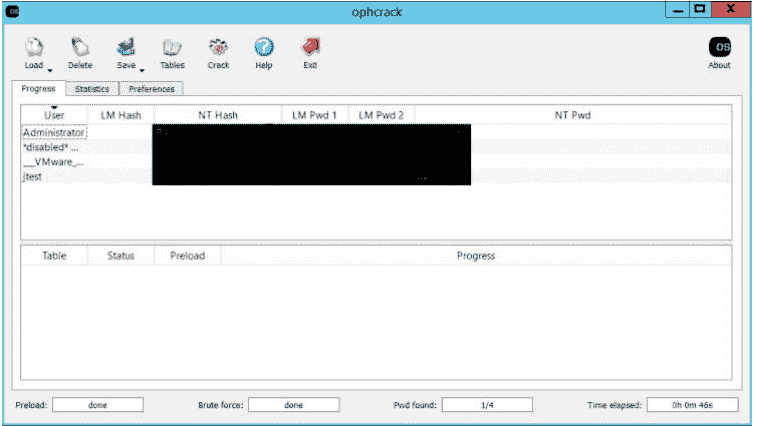 OS ophcrack
Load Delete Save Tables Crack Help Exit OS About
Progress Statistics Preferences
User LM Hash NT Hash LM Pwd 1 LM Pwd 2 NT Pwd
Administrator
*disabled* ...
__VMware_...
jtest
Table Status Preload Progress
Preload: done Brute force: done Pwd found: 1/4 Time elapsed: 0h 0m 46s